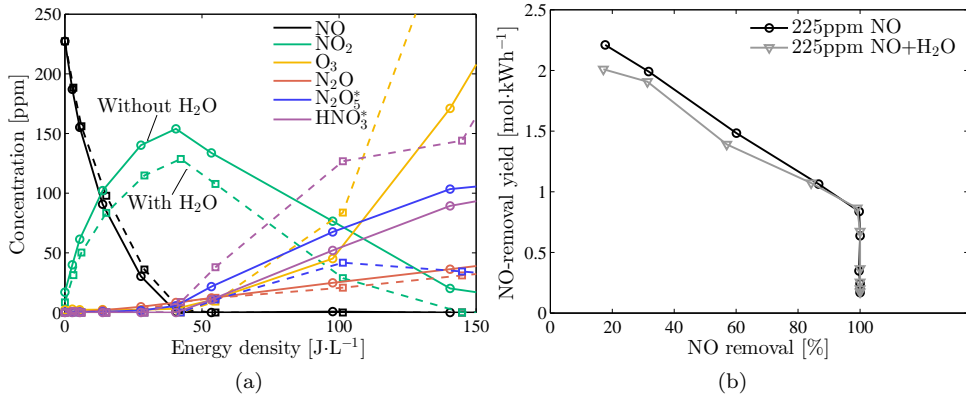 250
200
150
100
50
0
Concentration [ppm]
0
50
100
150
Energy density [J·L⁻¹]
NO
NO₂
O₃
N₂O
N₂O₅*
HNO₃*
Without H₂O
With H₂O
(a)
2.5
2
1.5
1
0.5
0
NO-removal yield [mol·kWh⁻¹]
0
20
40
60
80
100
NO removal [%]
225ppm NO
225ppm NO+H₂O
(b)